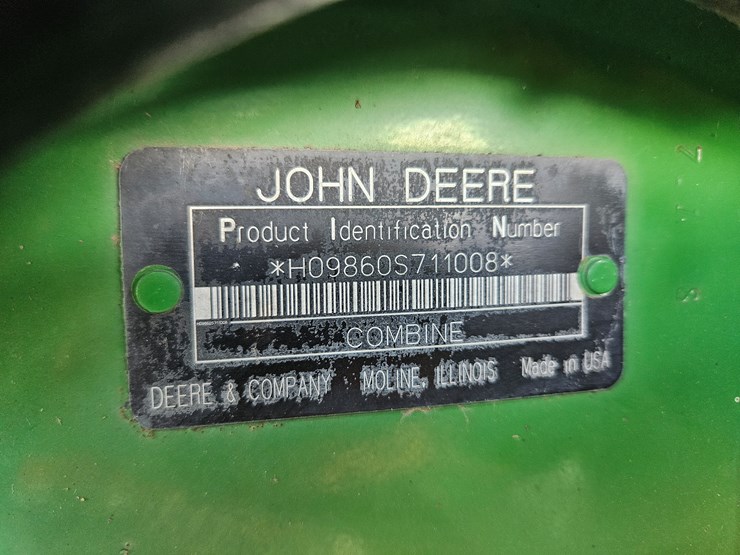 JOHN DEERE
Product Identification Number
*H09860S711008*
COMBINE
DEERE & COMPANY MOLINE, ILLINOIS Made in USA